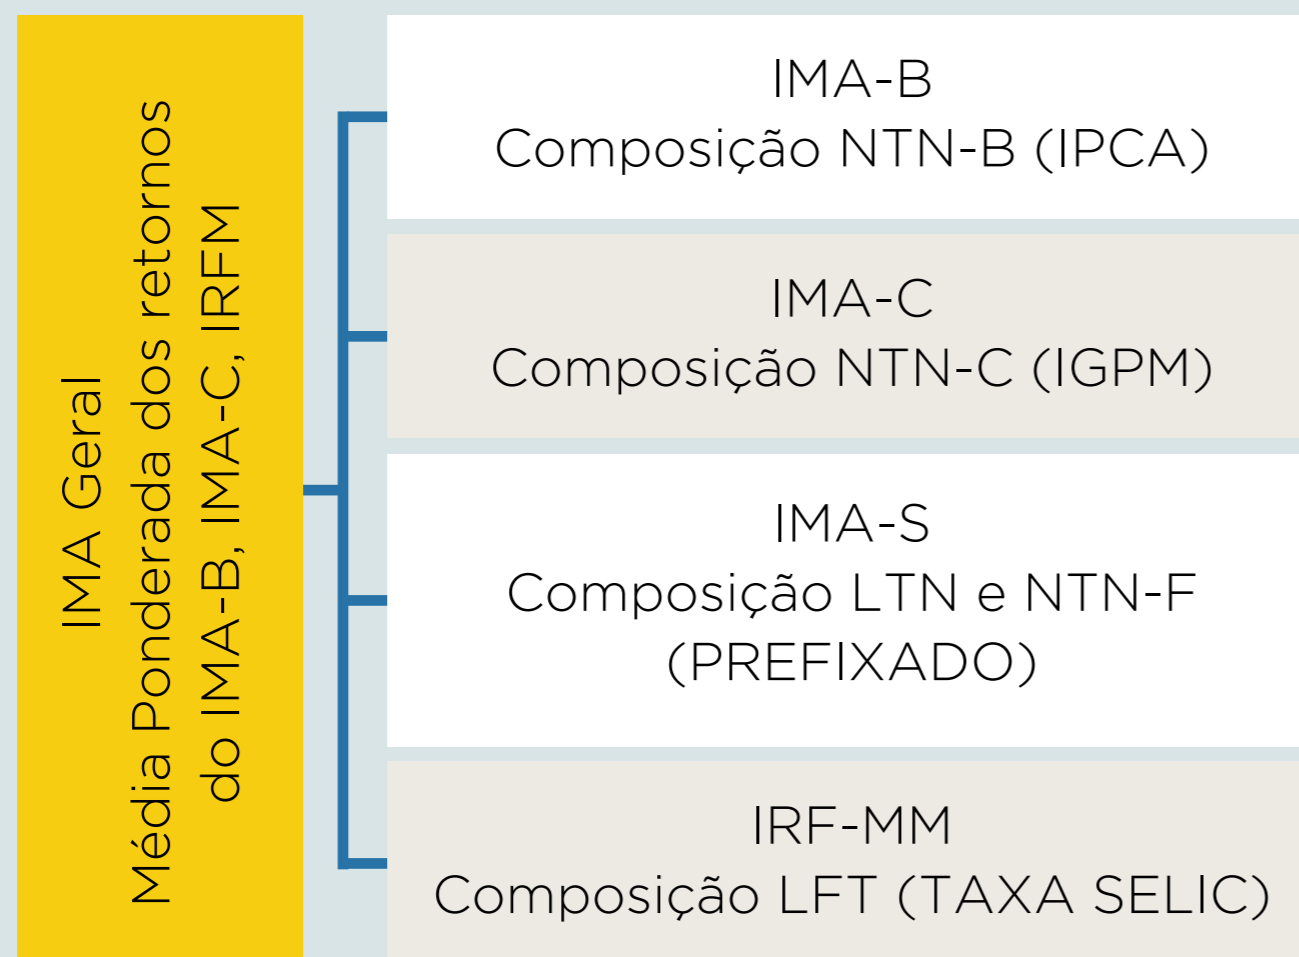 IMA Geral
Média Ponderada dos retornos
do IMA-B, IMA-C, IRFM
IMA-B
Composição NTN-B (IPCA)
IMA-C
Composição NTN-C (IGPM)
IMA-S
Composição LTN e NTN-F
(PREFIXADO)
IRF-MM
Composição LFT (TAXA SELIC)